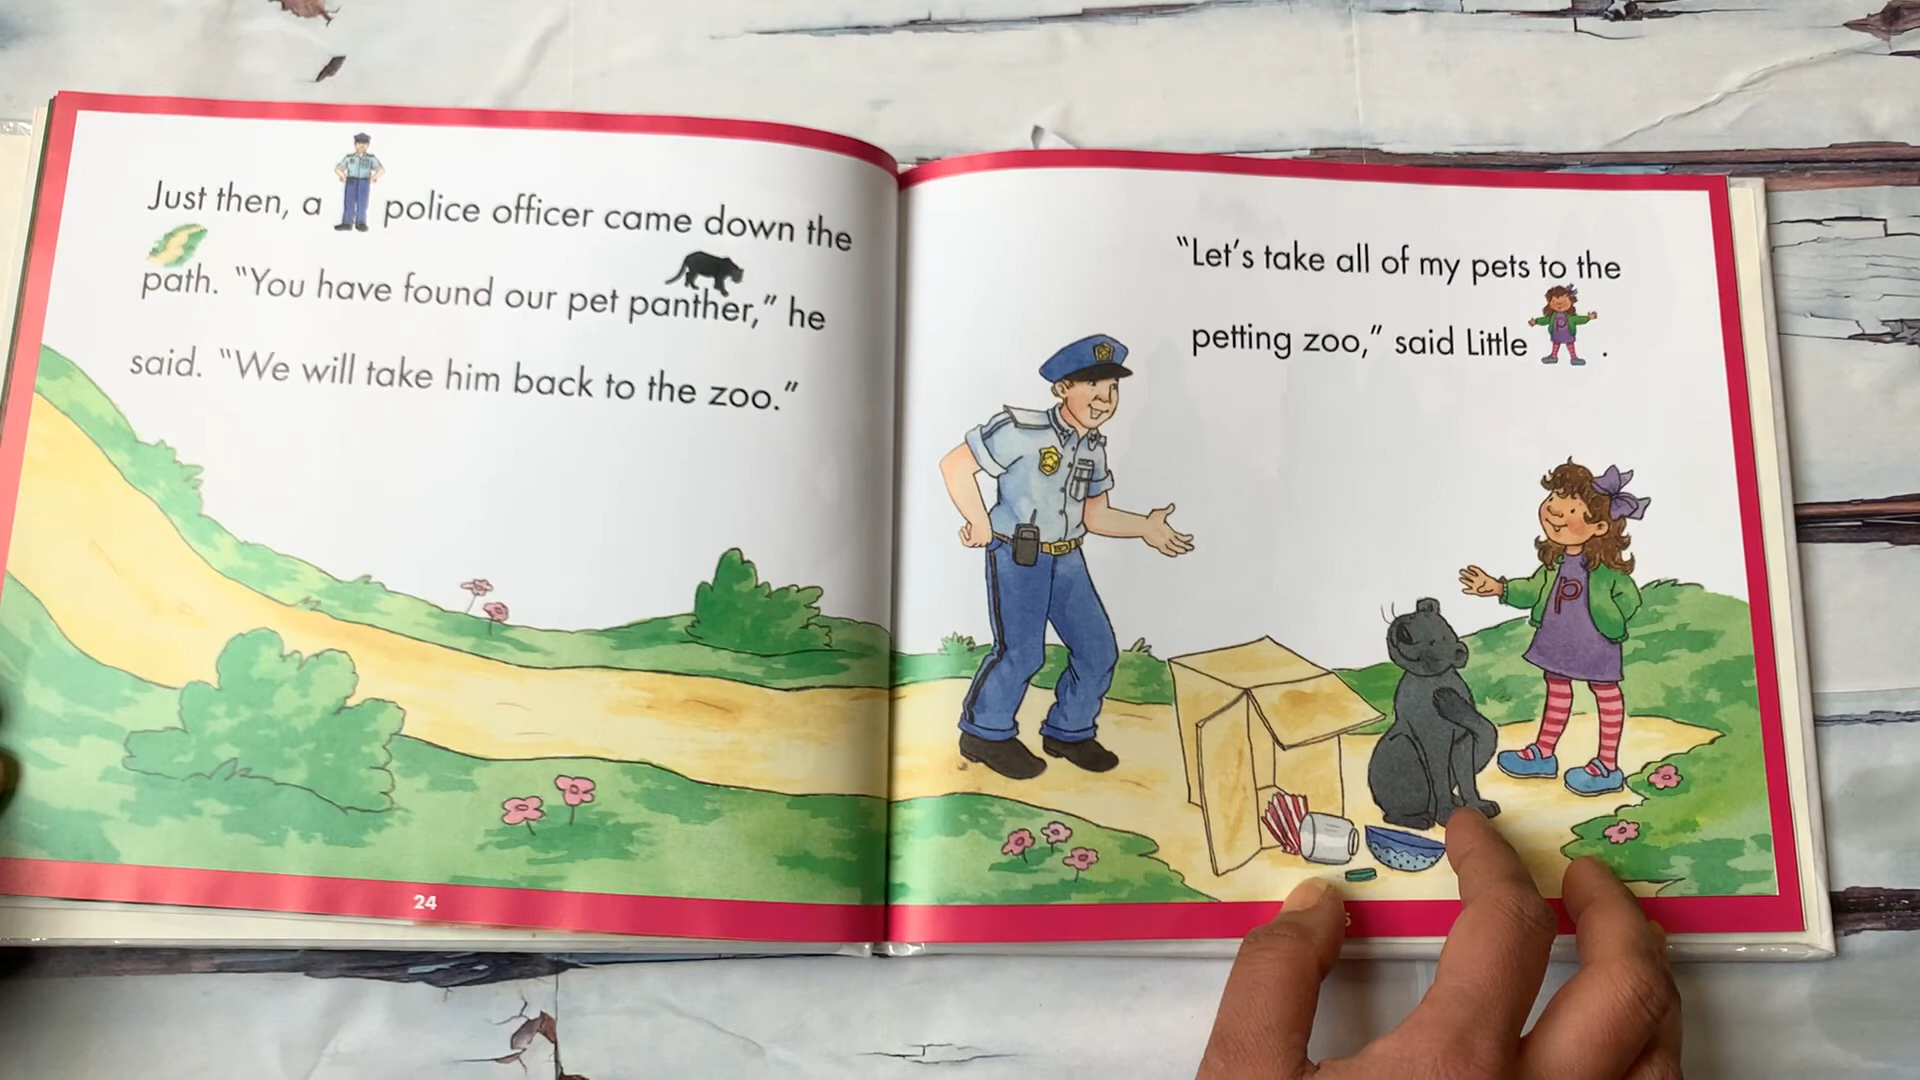 Just then, a police officer came down the
path. “You have found our pet panther,” he
said. “We will take him back to the zoo.”
24
“Let’s take all of my pets to the
petting zoo,” said Little .
p